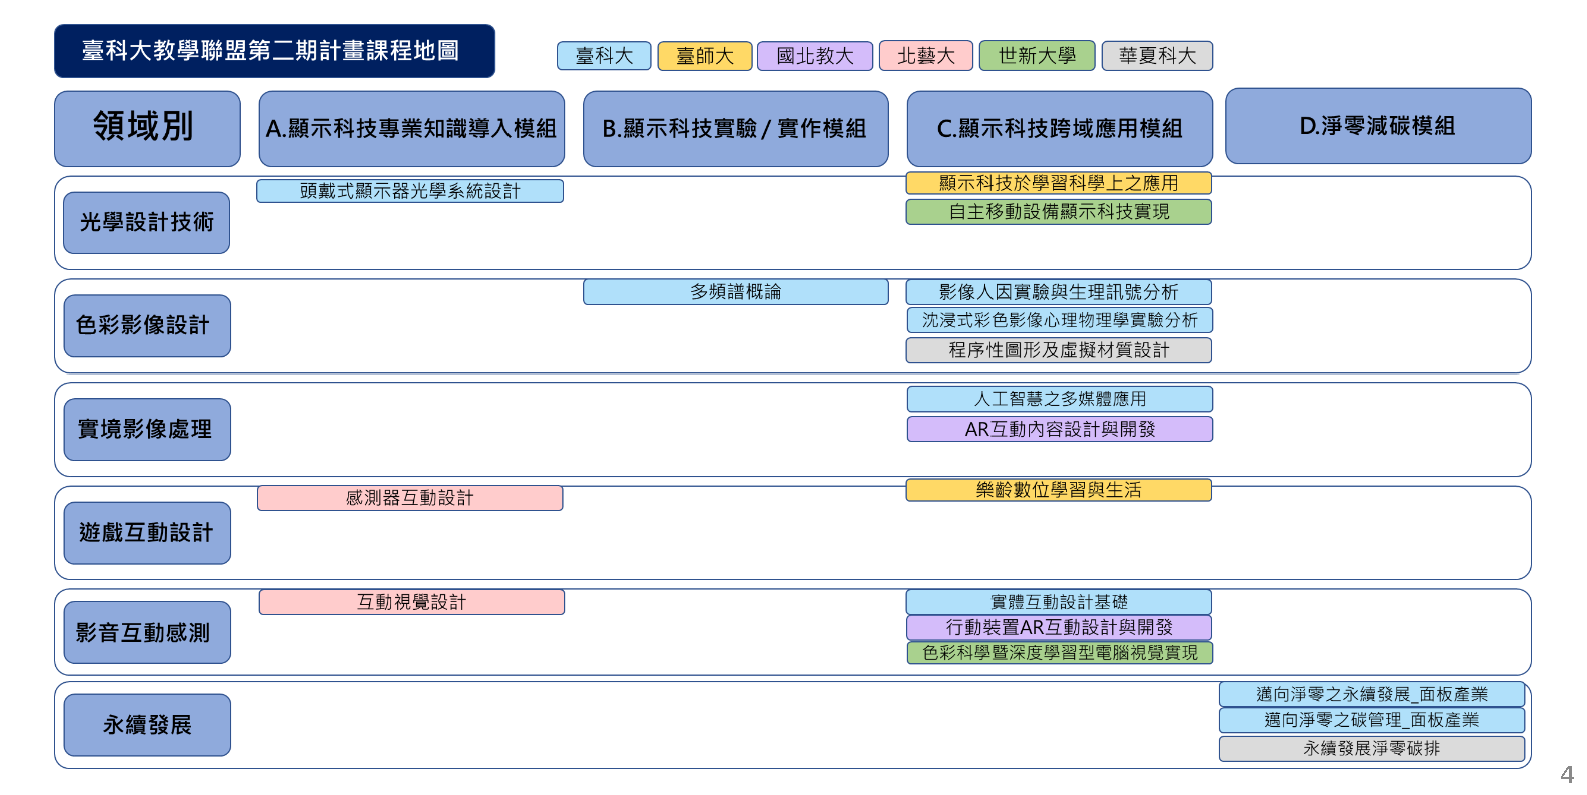 臺科大教學聯盟第二期計畫課程地圖
臺科大
臺師大
國北教大
北藝大
世新大學
華夏科大
領域別
A.顯示科技專業知識導入模組
B.顯示科技實驗 / 實作模組
C.顯示科技跨域應用模組
D.淨零減碳模組
光學設計技術
頭戴式顯示器光學系統設計
顯示科技於學習科學上之應用
自主移動設備顯示科技實現
色彩影像設計
多頻譜概論
影像人因實驗與生理訊號分析
沈浸式彩色影像心理物理學實驗分析
程序性圖形及虛擬材質設計
實境影像處理
人工智慧之多媒體應用
AR互動內容設計與開發
遊戲互動設計
感測器互動設計
樂齡數位學習與生活
影音互動感測
互動視覺設計
實體互動設計基礎
行動裝置AR互動設計與開發
色彩科學暨深度學習型電腦視覺實現
永續發展
邁向淨零之永續發展_面板產業
邁向淨零之碳管理_面板產業
永續發展淨零碳排
4